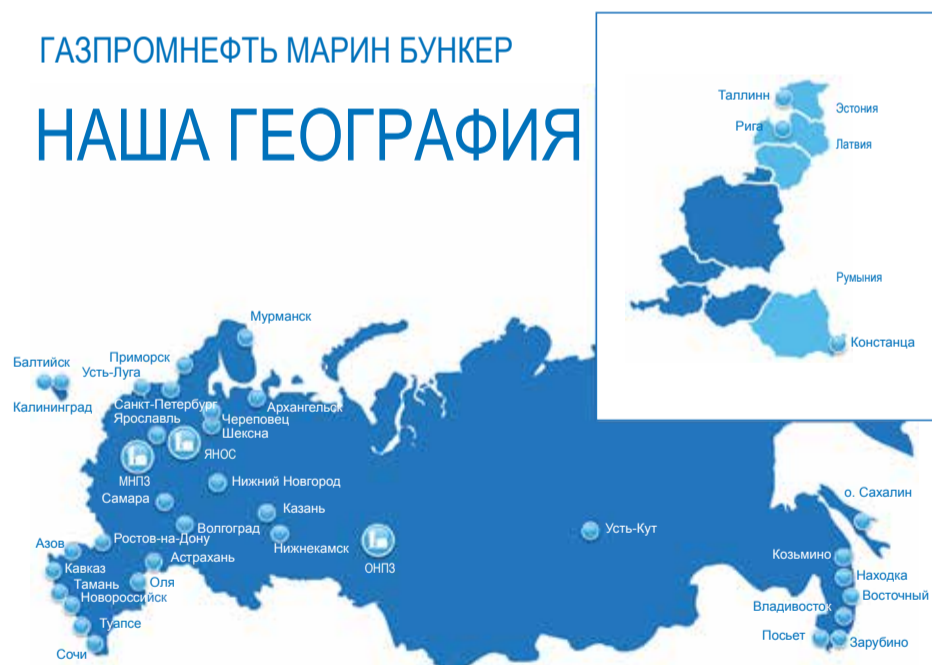 ГАЗПРОМНЕФТЬ МАРИН БУНКЕР
НАША ГЕОГРАФИЯ
Таллинн
Эстония
Рига
Латвия
Румыния
Констанца
Мурманск
Приморск
Балтийск
Усть-Луга
Калининград
Санкт-Петербург
Архангельск
Ярославль
Череповец
Шексна
ЯНОС
МНПЗ
Нижний Новгород
Самара
о. Сахалин
Казань
Волгоград
Усть-Кут
Ростов-на-Дону
Азов
Нижнекамск
Астрахань
Козьмино
Кавказ
ОНПЗ
Оля
Находка
Тамань
Новороссийск
Восточный
Владивосток
Туапсе
Посьет
Зарубино
Сочи